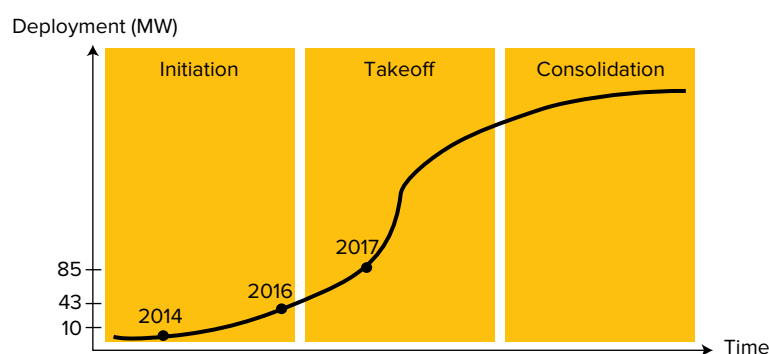 Deployment (MW)
Initiation
Takeoff
Consolidation
2017
85
2016
43
2014
10
Time